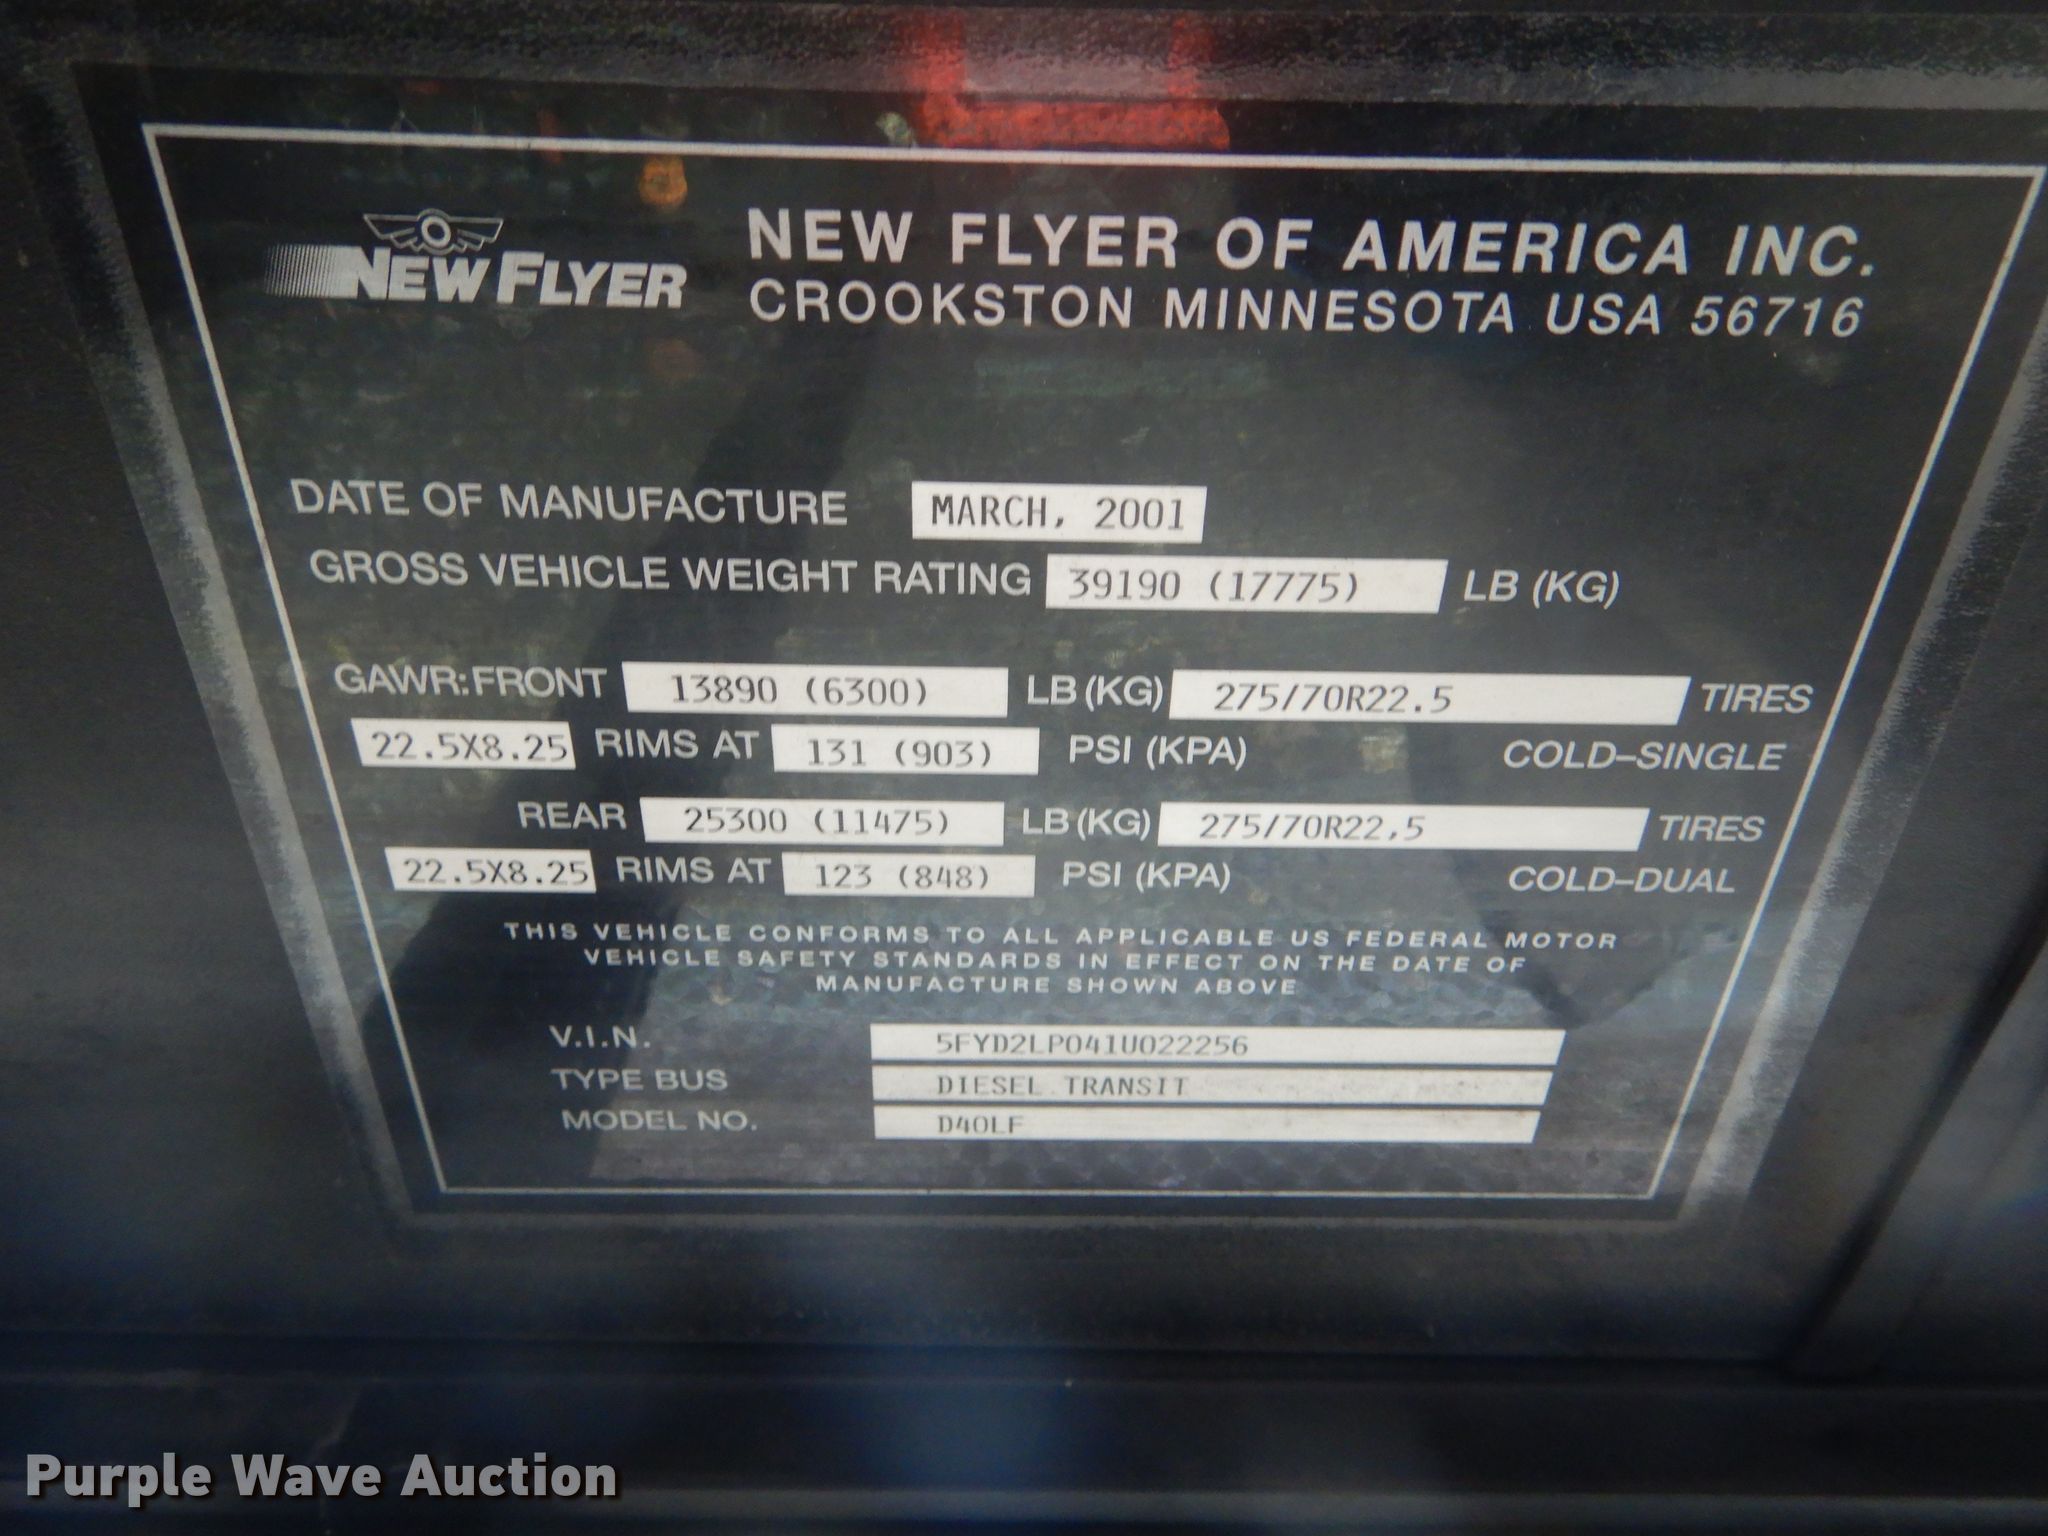 NEW FLYER
NEW FLYER OF AMERICA INC.
CROOKSTON MINNESOTA USA 56716
DATE OF MANUFACTURE MARCH, 2001
GROSS VEHICLE WEIGHT RATING 39190 (17775) LB (KG)
GAWR: FRONT 13890 (6300) LB (KG) 275/70R22.5 TIRES
22.5X8.25 RIMS AT 131 (903) PSI (KPA) COLD-SINGLE
REAR 25300 (11475) LB (KG) 275/70R22,5 TIRES
22.5X8.25 RIMS AT 123 (848) PSI (KPA) COLD-DUAL
THIS VEHICLE CONFORMS TO ALL APPLICABLE US FEDERAL MOTOR
VEHICLE SAFETY STANDARDS IN EFFECT ON THE DATE OF
MANUFACTURE SHOWN ABOVE
V.I.N. 5FYD2LP041U022256
TYPE BUS DIESEL TRANSIT
MODEL NO. D40LF
Purple Wave Auction